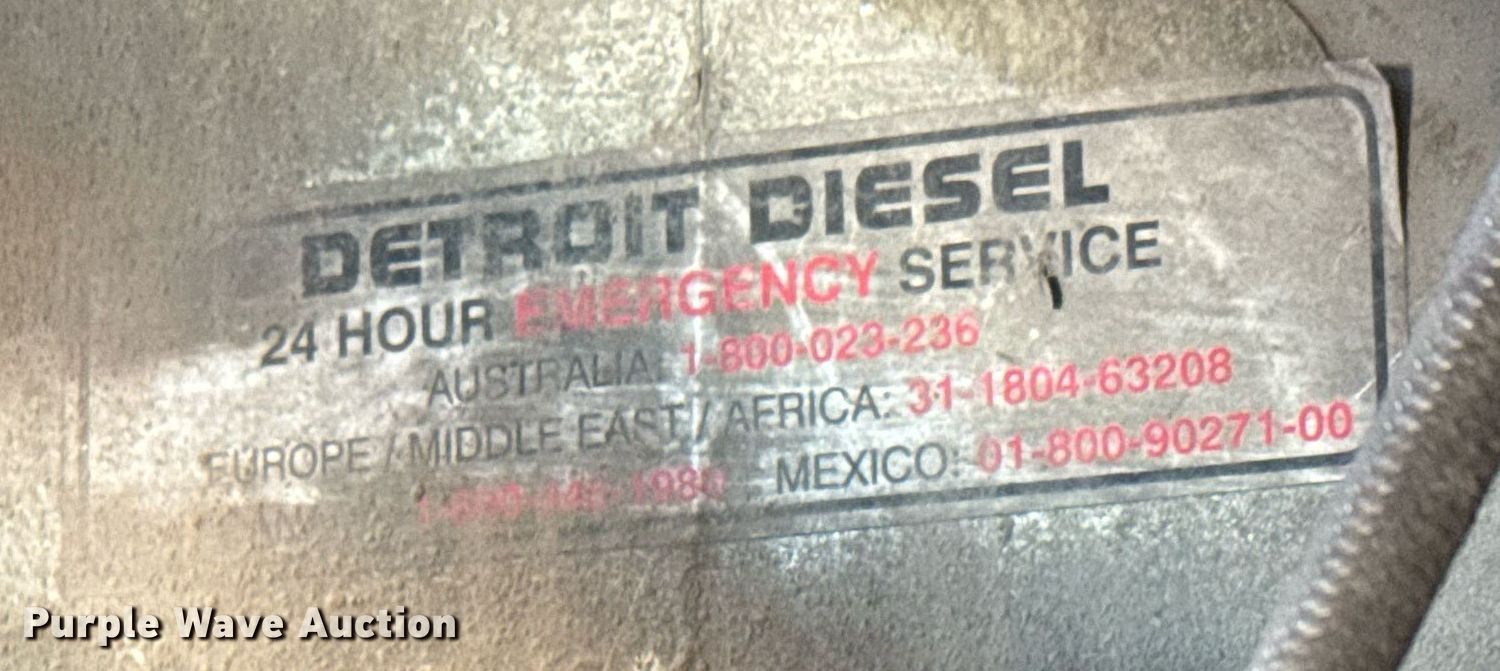 DETROIT DIESEL
24 HOUR EMERGENCY SERVICE
AUSTRALIA: 1-800-023-236
EUROPE / MIDDLE EAST / AFRICA: 31-1804-63208
MEXICO: 01-800-90271-00
Purple Wave Auction